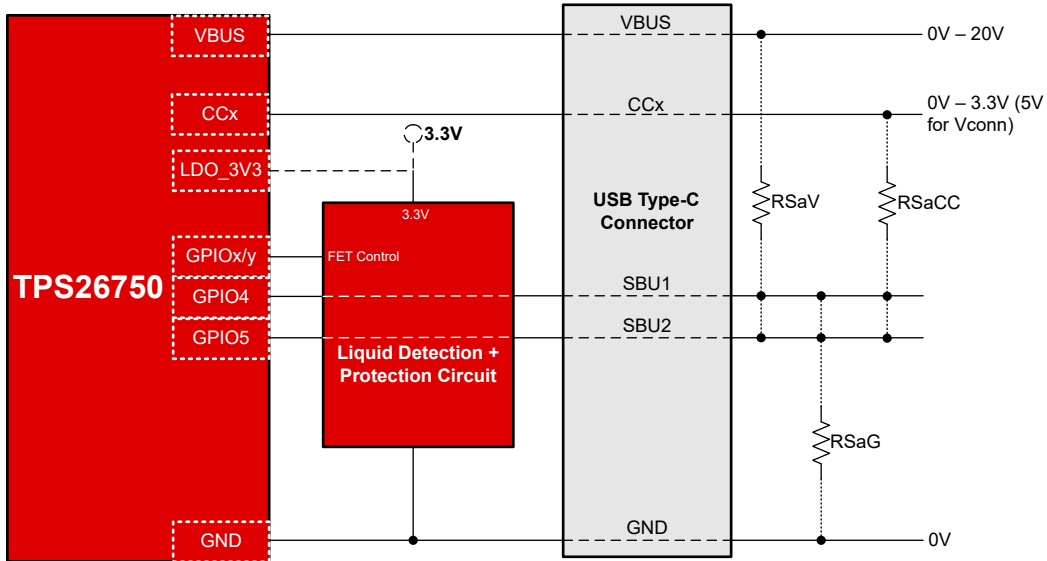 VBUS
VBUS
0V – 20V
CCx
CCx
0V – 3.3V (5V
for Vconn)
3.3V
LDO_3V3
3.3V
USB Type-C
Connector
RSaV
RSaCC
GPIOx/y
FET Control
TPS26750
GPIO4
SBU1
GPIO5
SBU2
Liquid Detection +
Protection Circuit
RSaG
GND
GND
0V